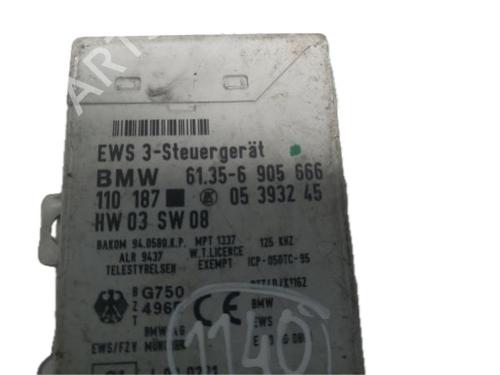 EWS 3-Steuergerät
BMW 61.35-6 905 666
110 187 05 3932 45
HW 03 SW 08
BAKOM 94.0580.K.P. MPT 1337 125 KHZ
ALR 9437 W.T.LICENCE ICP-050TC-95
TELESTYRELSEN EXEMPT
B G750
Z 496
T
CE
BMW
BMW AG
EWS
EWS/FZV
1140